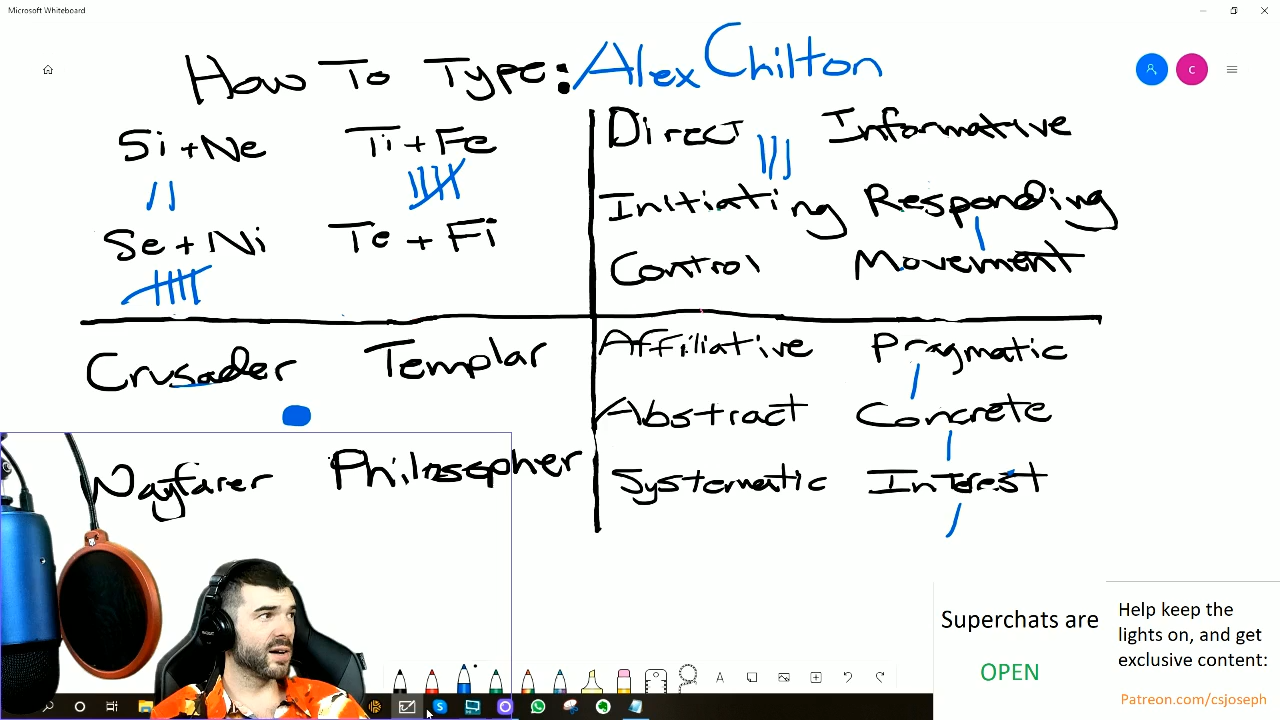 Microsoft Whiteboard
C
How To Type: Alex Chilton
Si + Ne
Ti + Fe
Se + Ni
Te + Fi
Direct
Informative
Initiating
Responding
Control
Movement
Crusader
Templar
Wayfarer
Philosopher
Affiliative
Pragmatic
Abstract
Concrete
Systematic
Interest
Superchats are
OPEN
Help keep the
lights on, and get
exclusive content:
Patreon.com/csjoseph